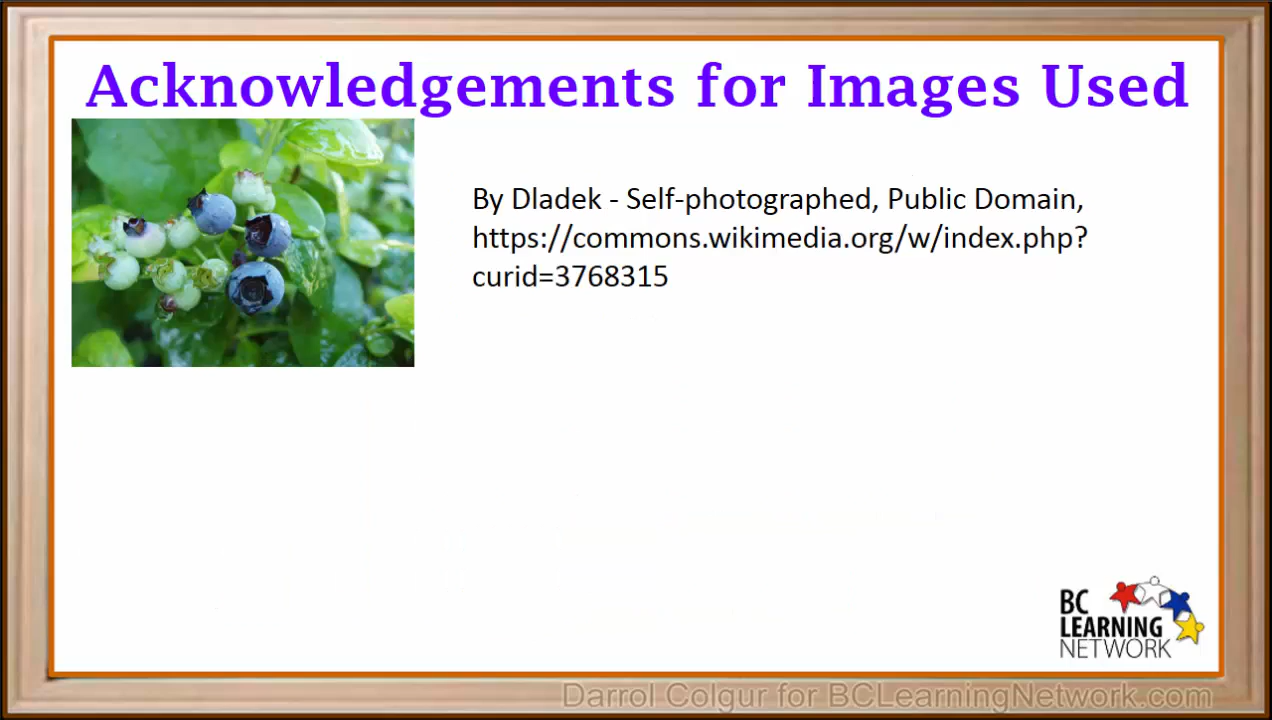 Acknowledgements for Images Used
By Dladek - Self-photographed, Public Domain,
https://commons.wikimedia.org/w/index.php?
curid=3768315
BC
LEARNING
NETWORK
Darrol Colgur for BCLearningNetwork.com